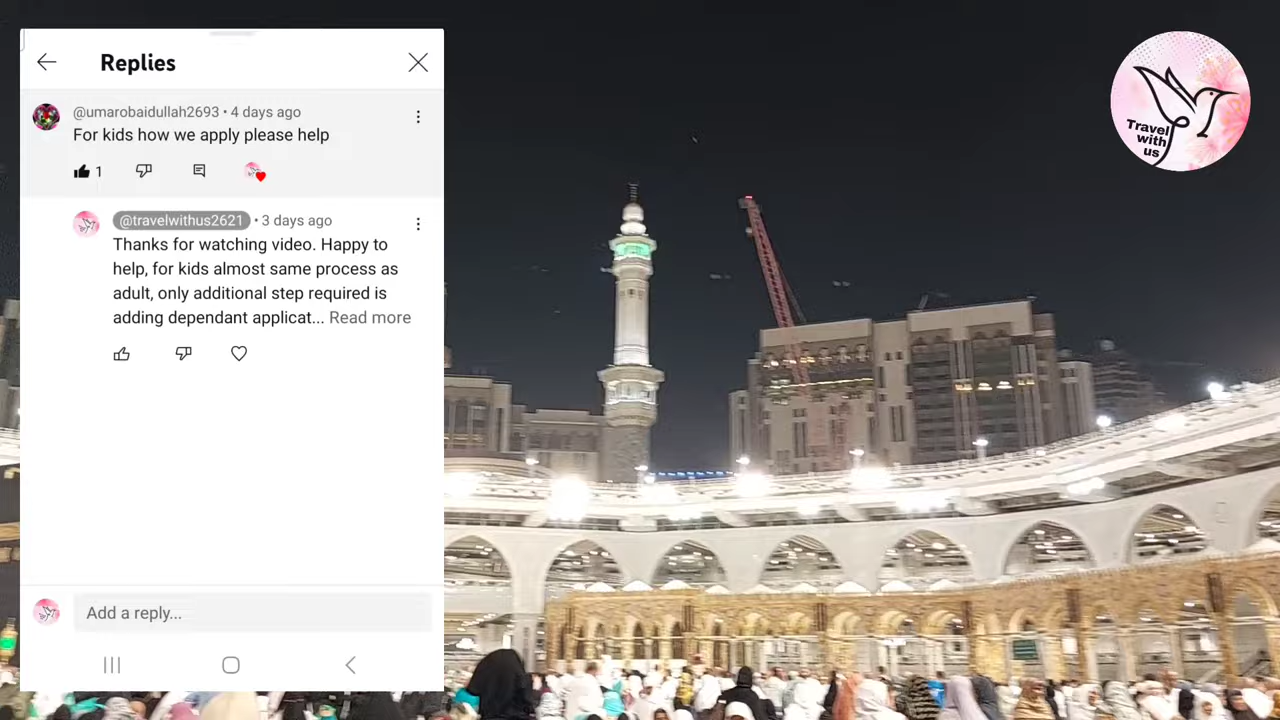 Replies
@umarobaidullah2693 • 4 days ago
For kids how we apply please help
1
@travelwithus2621 • 3 days ago
Thanks for watching video. Happy to
help, for kids almost same process as
adult, only additional step required is
adding dependant applicat... Read more
Add a reply...
Travel
with
us